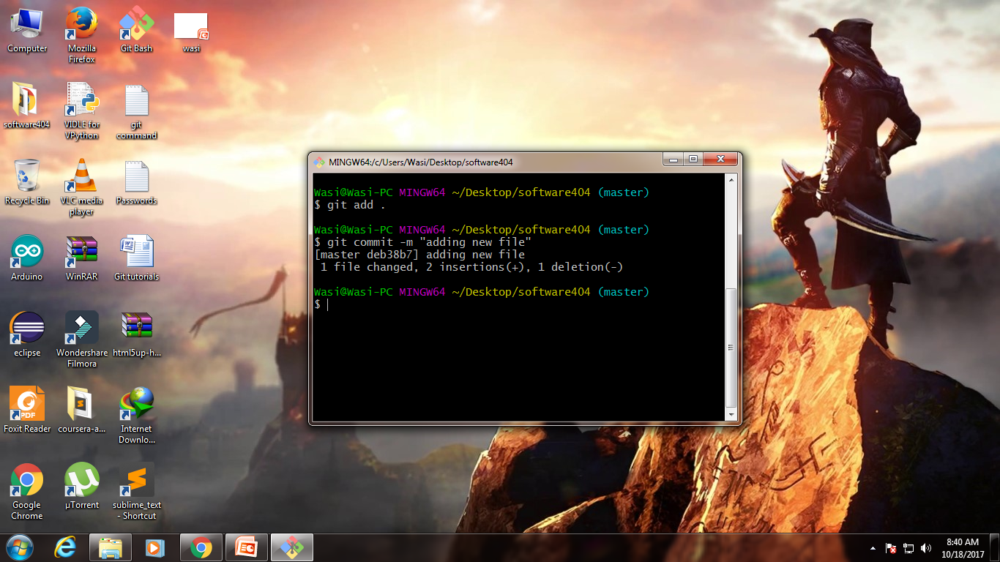 Computer
Mozilla
Firefox
Git Bash
wasi
software404
VIDLE for
VPython
git
command
Recycle Bin
VLC media
player
Passwords
Arduino
WinRAR
Git tutorials
eclipse
Wondershare
Filmora
html5up-h...
PDF
Foxit Reader
coursera-a...
Internet
Downlo...
Google
Chrome
µTorrent
sublime_text
- Shortcut
MINGW64:/c/Users/Wasi/Desktop/software404
Wasi@Wasi-PC MINGW64 ~/Desktop/software404 (master)
$ git add .
Wasi@Wasi-PC MINGW64 ~/Desktop/software404 (master)
$ git commit -m "adding new file"
[master deb38b7] adding new file
1 file changed, 2 insertions(+), 1 deletion(-)
Wasi@Wasi-PC MINGW64 ~/Desktop/software404 (master)
$
8:40 AM
10/18/2017